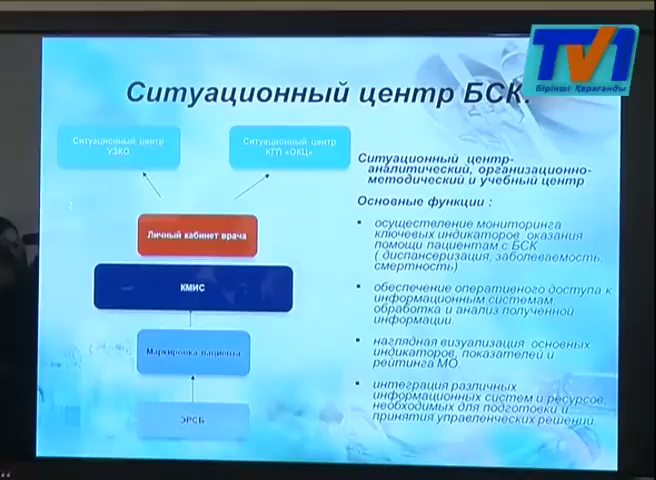 TV1
Бірінші Қарағанды
Ситуационный центр БСК.
Ситуационный центр
УЗКО
Ситуационный центр
КГП «ОКЦ»
Личный кабинет врача
КМИС
Маркировка пациента
ЭРСБ
Ситуационный центр-
аналитический, организационно-
методический и учебный центр
Основные функции :
• осуществление мониторинга
ключевых индикаторов оказания
помощи пациентам с БСК
( диспансеризация, заболеваемость,
смертность)
• обеспечение оперативного доступа к
информационным системам,
обработка и анализ полученной
информации.
• наглядная визуализация основных
индикаторов, показателей и
рейтинга МО.
• интеграция различных
информационных систем и ресурсов,
необходимых для подготовки и
принятия управленческих решений.